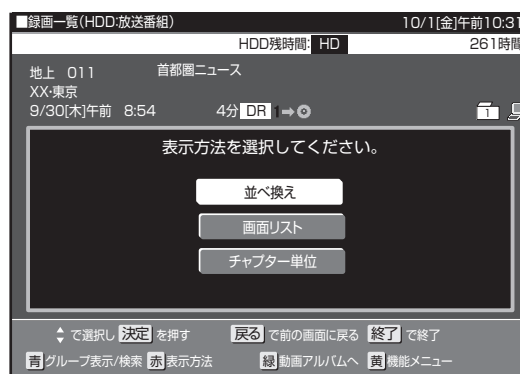 ■録画一覧(HDD:放送番組) 10/1[金]午前10:31
HDD残時間: HD 261時間
地上 011 首都圏ニュース
XX·東京
9/30[木]午前 8:54 4分 DR 1➡
1
表示方法を選択してください。
並べ換え
画面リスト
チャプター単位
で選択し 決定 を押す 戻る で前の画面に戻る 終了 で終了
青 グループ表示/検索 赤 表示方法 緑 動画アルバムへ 黄 機能メニュー